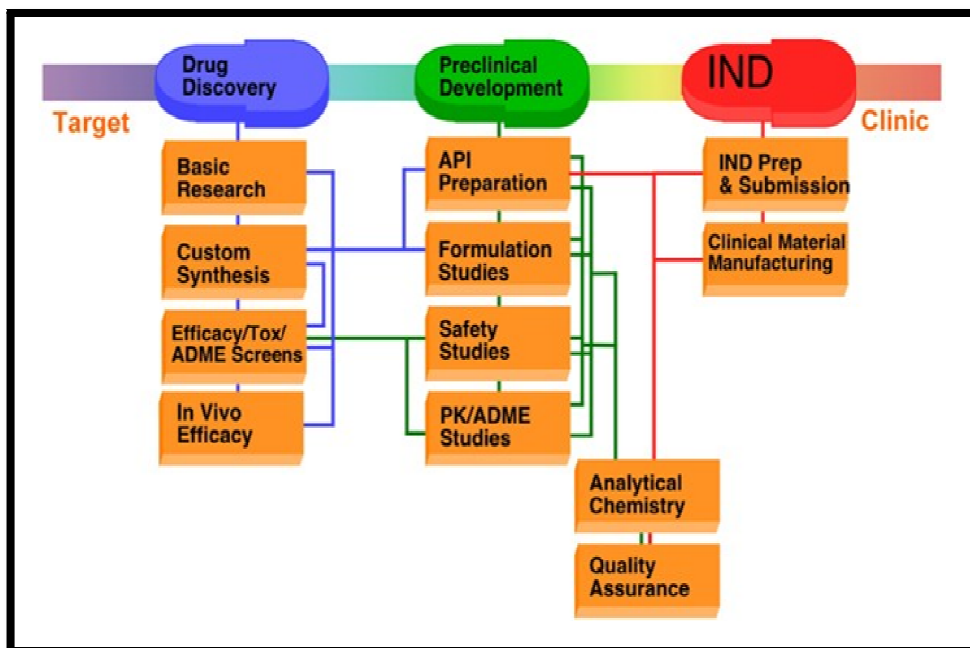 Drug
Discovery
Preclinical
Development
IND
Target
Clinic
Basic
Research
Custom
Synthesis
Efficacy/Tox/
ADME Screens
In Vivo
Efficacy
API
Preparation
Formulation
Studies
Safety
Studies
PK/ADME
Studies
IND Prep
& Submission
Clinical Material
Manufacturing
Analytical
Chemistry
Quality
Assurance